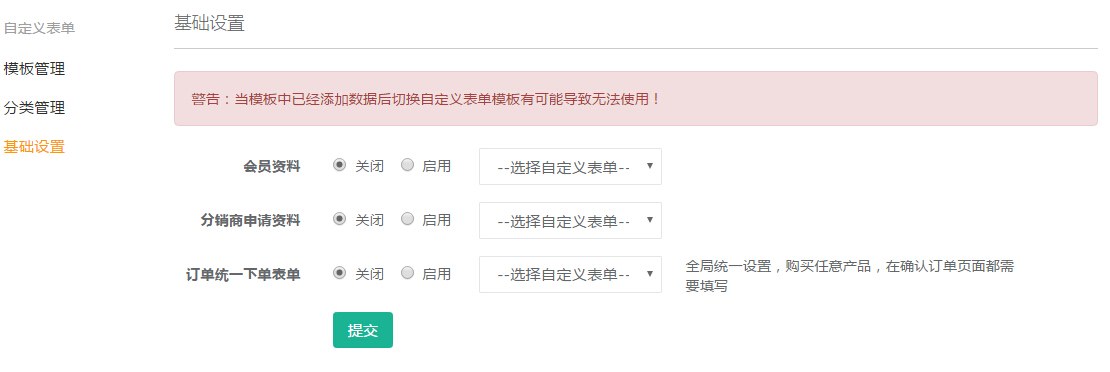 自定义表单
模板管理
分类管理
基础设置
基础设置
警告：当模板中已经添加数据后切换自定义表单模板有可能导致无法使用！
会员资料 关闭 启用 --选择自定义表单--
分销商申请资料 关闭 启用 --选择自定义表单--
订单统一下单表单 关闭 启用 --选择自定义表单--
全局统一设置，购买任意产品，在确认订单页面都需
要填写
提交